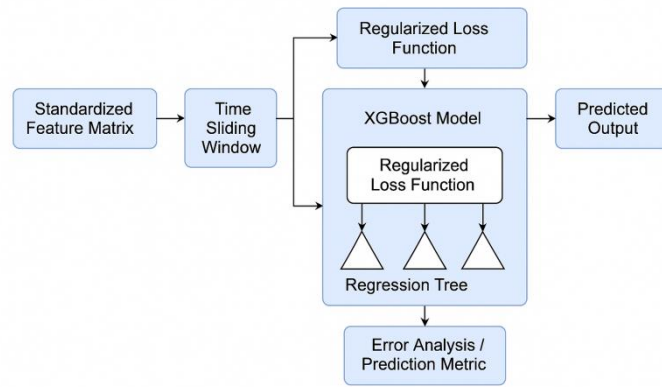 Regularized Loss
Function
Standardized
Feature Matrix
Time
Sliding
Window
XGBoost Model
Predicted
Output
Regularized
Loss Function
Regression Tree
Error Analysis /
Prediction Metric